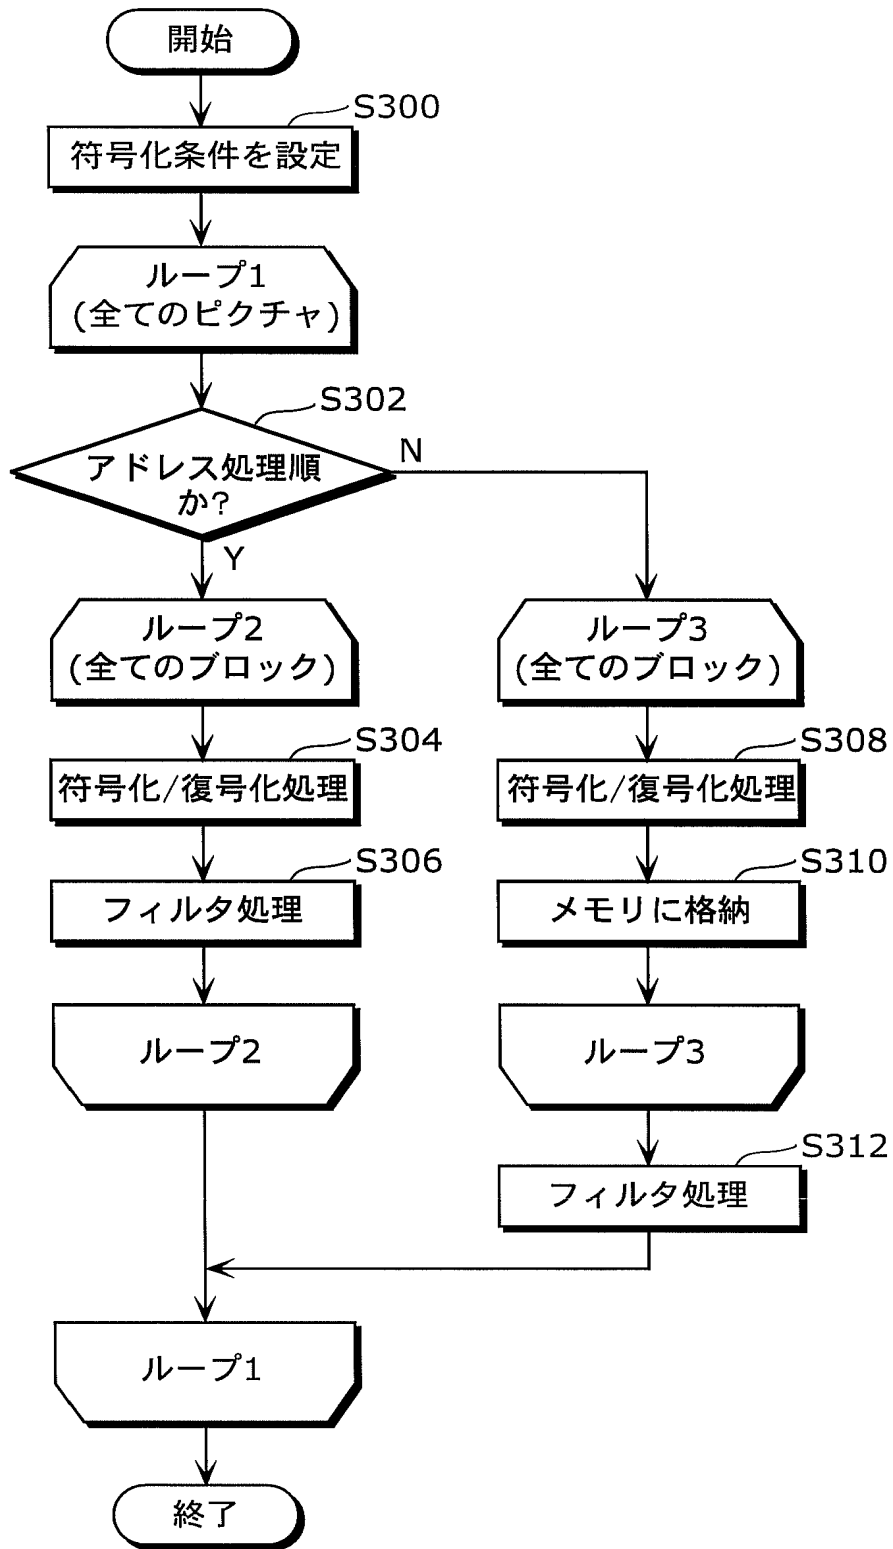 開始
S300
符号化条件を設定
ループ1
(全てのピクチャ)
S302
アドレス処理順
か?
N
Y
ループ2
(全てのブロック)
S304
符号化/復号化処理
S306
フィルタ処理
ループ2
ループ3
(全てのブロック)
S308
符号化/復号化処理
S310
メモリに格納
ループ3
S312
フィルタ処理
ループ1
終了